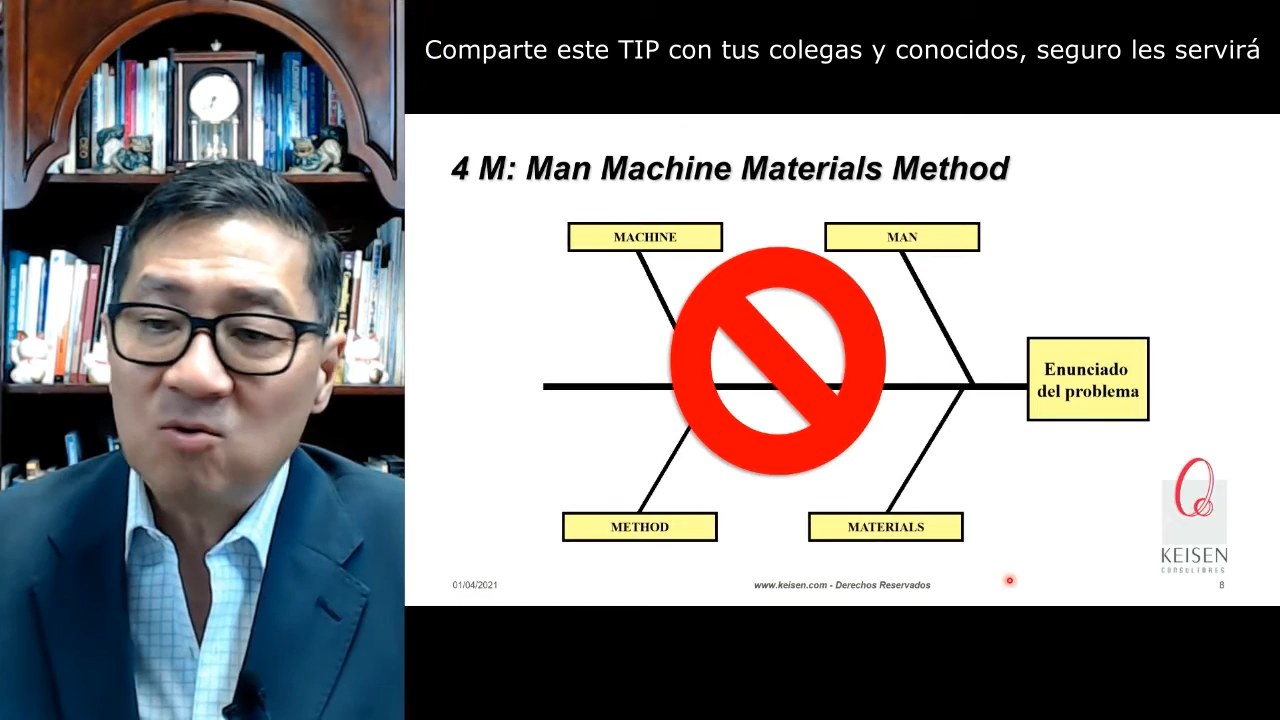 Comparte este TIP con tus colegas y conocidos, seguro les servirá
4 M: Man Machine Materials Method
MACHINE
MAN
Enunciado
del problema
METHOD
MATERIALS
KEISEN
CONSULTORES
01/04/2021
www.keisen.com - Derechos Reservados
8